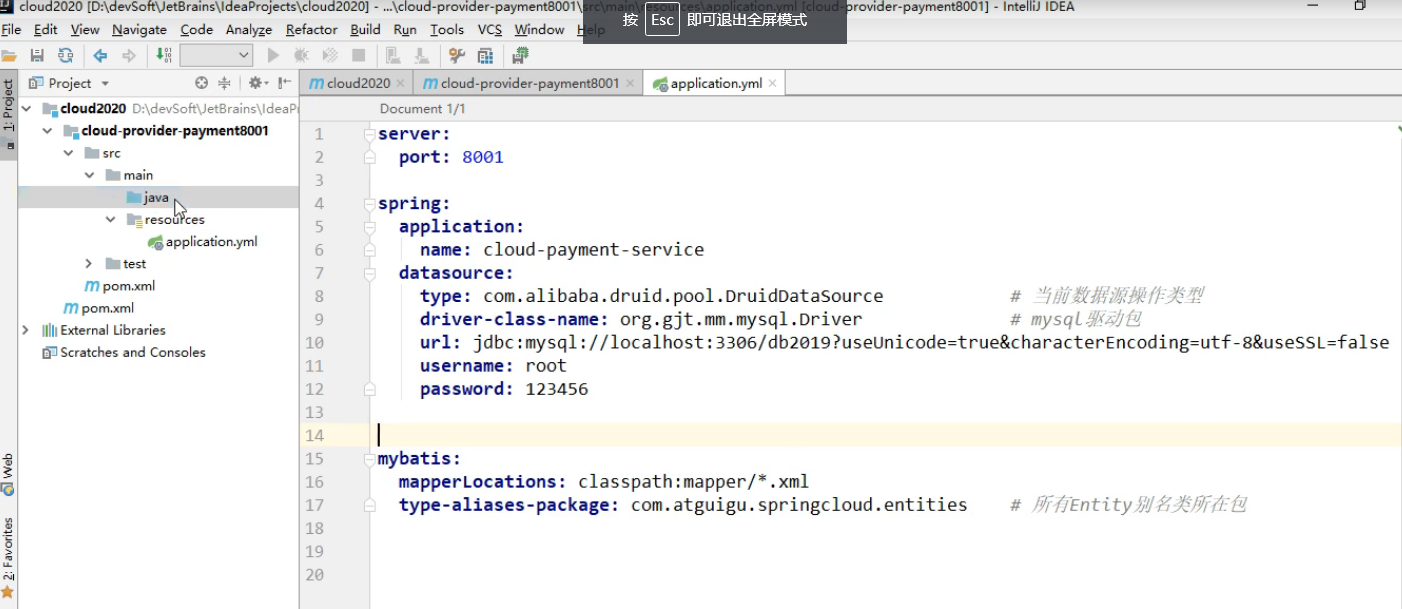 cloud2020 [D:\devSoft\JetBrains\IdeaProjects\cloud2020] - ...\cloud-provider-payment8001\src\main\resources\application.yml [cloud-provider-payment8001] - IntelliJ IDEA
按 Esc 即可退出全屏模式
File Edit View Navigate Code Analyze Refactor Build Run Tools VCS Window Help
Project
cloud2020 cloud-provider-payment8001 application.yml
1: Project
cloud2020 D:\devSoft\JetBrains\IdeaPr
cloud-provider-payment8001
src
main
java
resources
application.yml
test
pom.xml
pom.xml
External Libraries
Scratches and Consoles
Web
2: Favorites
Document 1/1
1 server:
2 port: 8001
3
4 spring:
5 application:
6 name: cloud-payment-service
7 datasource:
8 type: com.alibaba.druid.pool.DruidDataSource # 当前数据源操作类型
9 driver-class-name: org.gjt.mm.mysql.Driver # mysql驱动包
10 url: jdbc:mysql://localhost:3306/db2019?useUnicode=true&characterEncoding=utf-8&useSSL=false
11 username: root
12 password: 123456
13
14
15 mybatis:
16 mapperLocations: classpath:mapper/*.xml
17 type-aliases-package: com.atguigu.springcloud.entities # 所有Entity别名类所在包
18
19
20